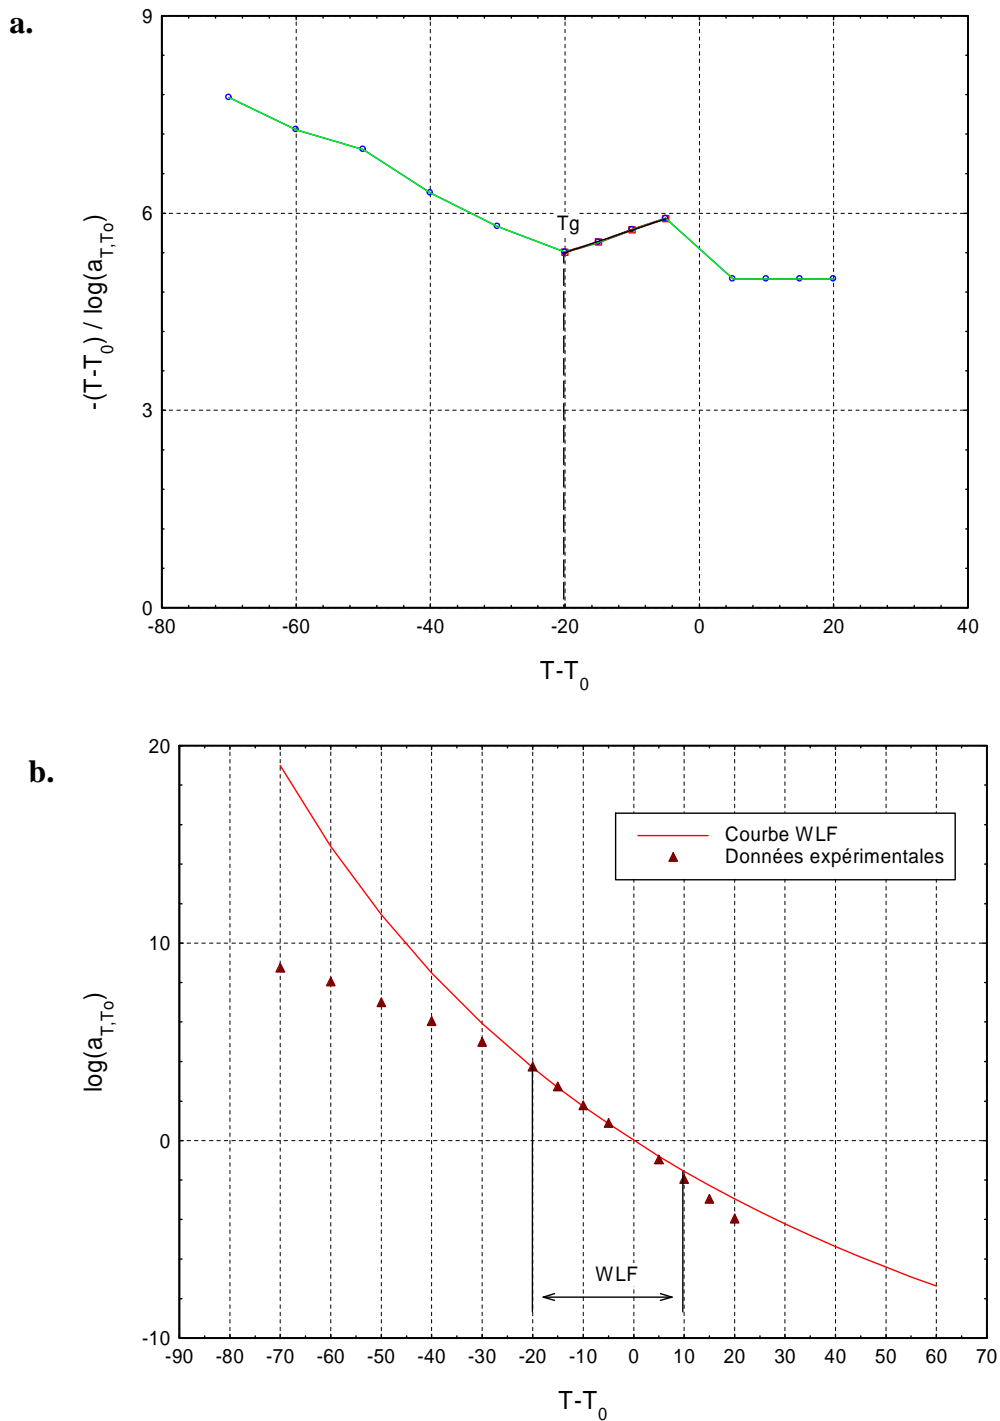 a.
9
6
3
0
-(T-T0) / log(aT,To)
Tg
-80 -60 -40 -20 0 20 40
T-T0
b.
20
10
0
-10
log(aT,To)
Courbe WLF
Données expérimentales
WLF
-90 -80 -70 -60 -50 -40 -30 -20 -10 0 10 20 30 40 50 60 70
T-T0